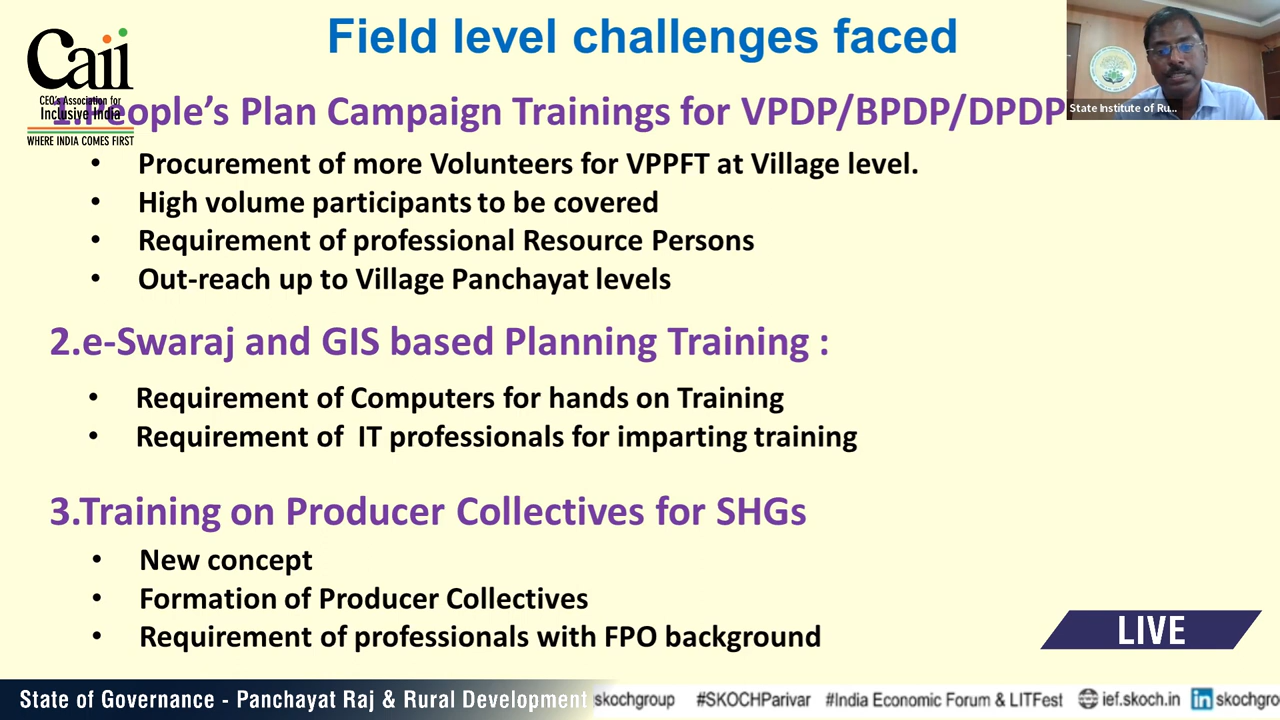 Field level challenges faced
Caii
CEO's Association for
Inclusive India
WHERE INDIA COMES FIRST
1.People's Plan Campaign Trainings for VPDP/BPDP/DPDP
State Institute of Ru...
• Procurement of more Volunteers for VPPFT at Village level.
• High volume participants to be covered
• Requirement of professional Resource Persons
• Out-reach up to Village Panchayat levels
2.e-Swaraj and GIS based Planning Training :
• Requirement of Computers for hands on Training
• Requirement of IT professionals for imparting training
3.Training on Producer Collectives for SHGs
• New concept
• Formation of Producer Collectives
• Requirement of professionals with FPO background
LIVE
State of Governance - Panchayat Raj & Rural Development skochgroup #SKOCHParivar #India Economic Forum & LITFest ief.skoch.in in skochgro